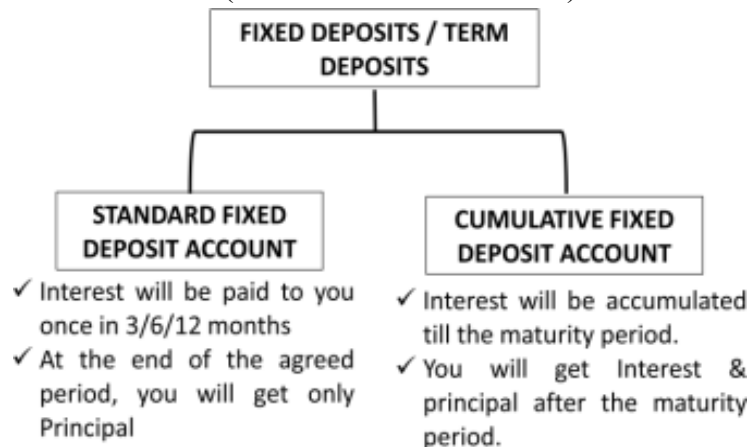 FIXED DEPOSITS / TERM
DEPOSITS
STANDARD FIXED
DEPOSIT ACCOUNT
✓ Interest will be paid to you
once in 3/6/12 months
✓ At the end of the agreed
period, you will get only
Principal
CUMULATIVE FIXED
DEPOSIT ACCOUNT
✓ Interest will be accumulated
till the maturity period.
✓ You will get Interest &
principal after the maturity
period.